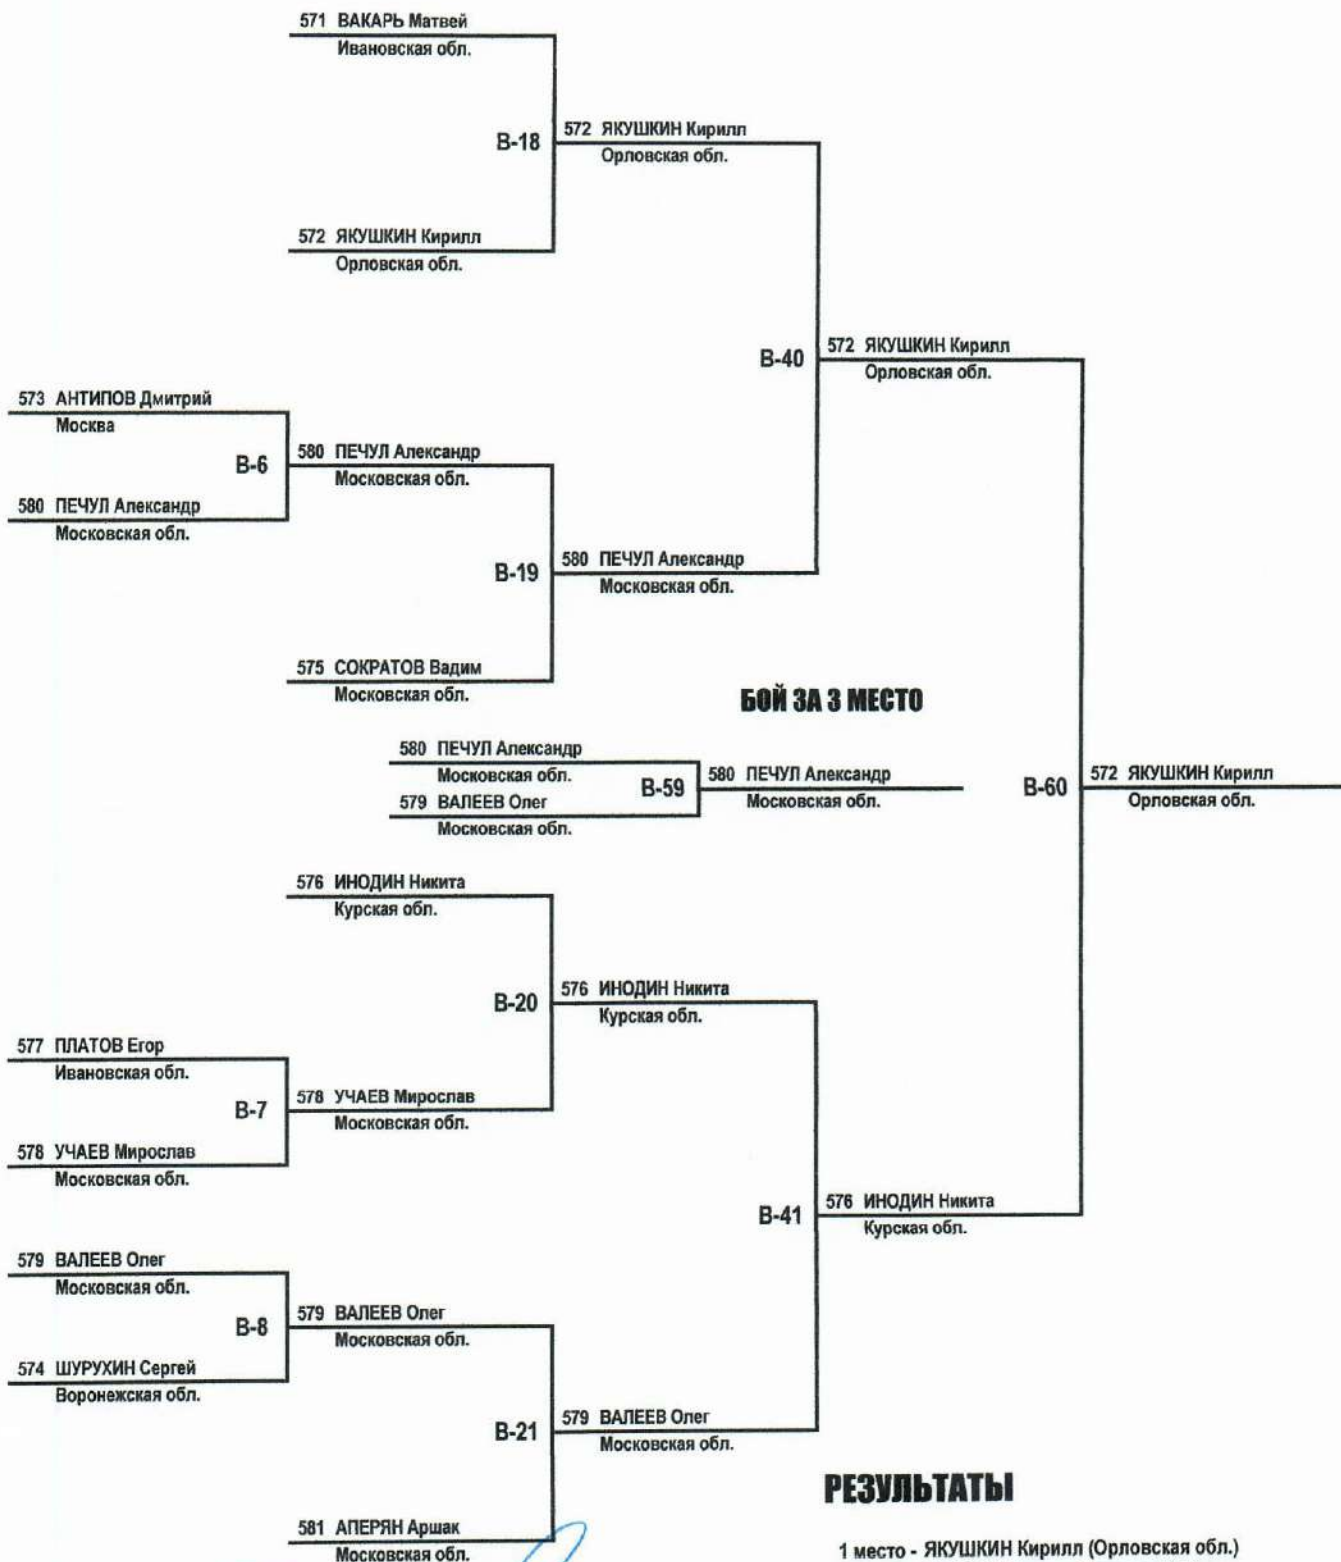 571 ВАКАРЬ Матвей
Ивановская обл.
В-18
572 ЯКУШКИН Кирилл
Орловская обл.
572 ЯКУШКИН Кирилл
Орловская обл.
В-40
572 ЯКУШКИН Кирилл
Орловская обл.
573 АНТИПОВ Дмитрий
Москва
В-6
580 ПЕЧУЛ Александр
Московская обл.
580 ПЕЧУЛ Александр
Московская обл.
В-19
580 ПЕЧУЛ Александр
Московская обл.
575 СОКРАТОВ Вадим
Московская обл.
БОЙ ЗА 3 МЕСТО
580 ПЕЧУЛ Александр
Московская обл.
В-59
580 ПЕЧУЛ Александр
Московская обл.
579 ВАЛЕЕВ Олег
Московская обл.
В-60
572 ЯКУШКИН Кирилл
Орловская обл.
576 ИНОДИН Никита
Курская обл.
В-20
576 ИНОДИН Никита
Курская обл.
577 ПЛАТОВ Егор
Ивановская обл.
В-7
578 УЧАЕВ Мирослав
Московская обл.
578 УЧАЕВ Мирослав
Московская обл.
В-41
576 ИНОДИН Никита
Курская обл.
579 ВАЛЕЕВ Олег
Московская обл.
В-8
579 ВАЛЕЕВ Олег
Московская обл.
574 ШУРУХИН Сергей
Воронежская обл.
В-21
579 ВАЛЕЕВ Олег
Московская обл.
РЕЗУЛЬТАТЫ
581 АПЕРЯН Аршак
Московская обл.
1 место - ЯКУШКИН Кирилл (Орловская обл.)